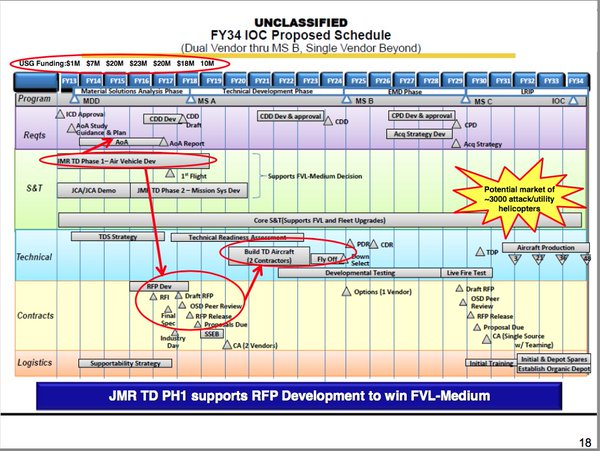 UNCLASSIFIED
FY34 IOC Proposed Schedule
(Dual Vendor thru MS B, Single Vendor Beyond)
USG Funding:$1M $7M $20M $23M $20M $18M 10M
FY13 FY14 FY15 FY16 FY17 FY18 FY19 FY20 FY21 FY22 FY23 FY24 FY25 FY26 FY27 FY28 FY29 FY30 FY31 FY32 FY33 FY34
Material Solutions Analysis Phase Technical Development Phase EMD Phase LRIP
Program MDD MS A MS B MS C IOC
Reqts
ICD Approval
AoA Study
Guidance & Plan
AoA
AoA Report
CDD Dev
CDD
Draft
CDD Dev & approval
CDD
CPD Dev & approval
CPD
Acq Strategy Dev
Acq
Strategy
S&T
JMR TD Phase 1– Air Vehicle Dev
1st Flight
Supports FVL-Medium Decision
JCA/JCA Demo
JMR TD Phase 2 – Mission Sys Dev
Core S&T(Supports FVL and Fleet Upgrades)
Potential market of
~3000 attack/utility
helicopters
Technical
TDS Strategy
Technical Readiness Assessment
Build TD Aircraft
(2 Contractors)
Fly Off
PDR
CDR
Down
Select
Developmental Testing
Live Fire Test
TDP
Aircraft Production
3 23 36 48
Contracts
RFP Dev
RFI
Final
Spec
Industry
Day
Draft RFP
OSD Peer Review
RFP Release
Proposals Due
SSEB
CA (2 Vendors)
Options (1 Vendor)
Draft RFP
OSD Peer
Review
RFP Release
Proposal Due
CA (Single Source
w/ Teaming)
Logistics
Supportability Strategy
Initial Training
Initial & Depot Spares
Establish Organic Depot
JMR TD PH1 supports RFP Development to win FVL-Medium
18